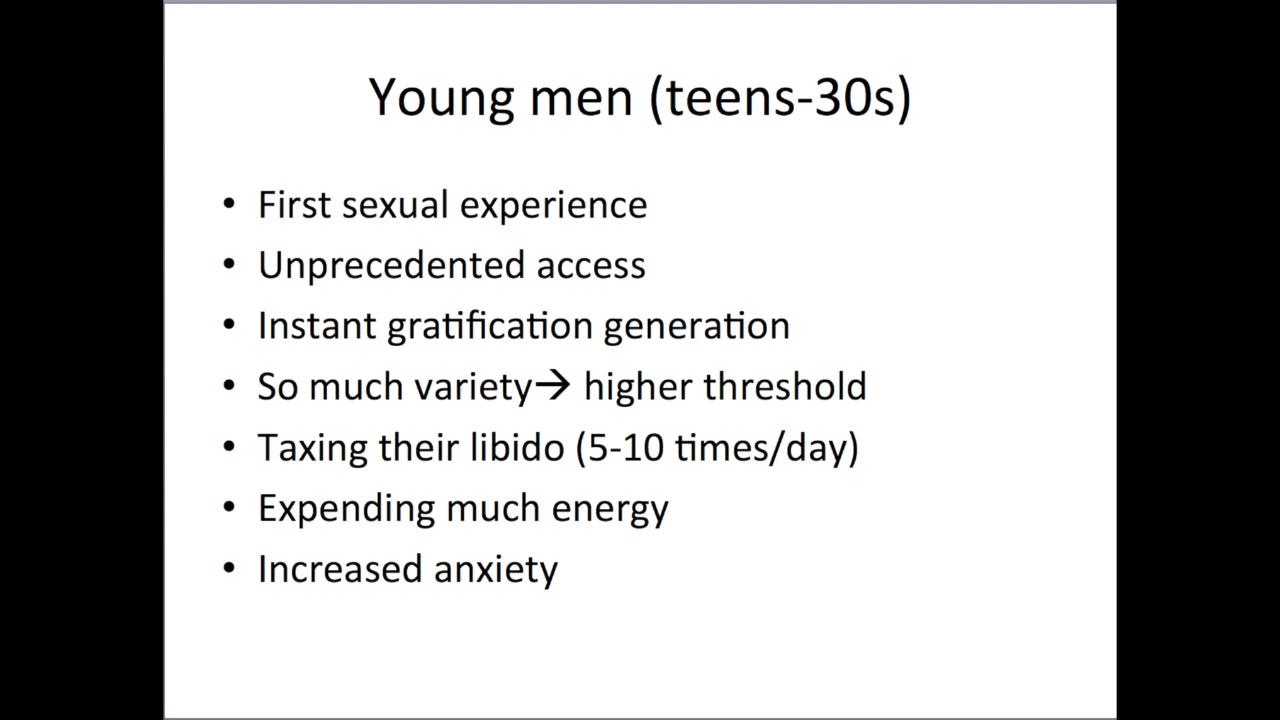 Young men (teens-30s)
• First sexual experience
• Unprecedented access
• Instant gratification generation
• So much variety→ higher threshold
• Taxing their libido (5-10 times/day)
• Expending much energy
• Increased anxiety